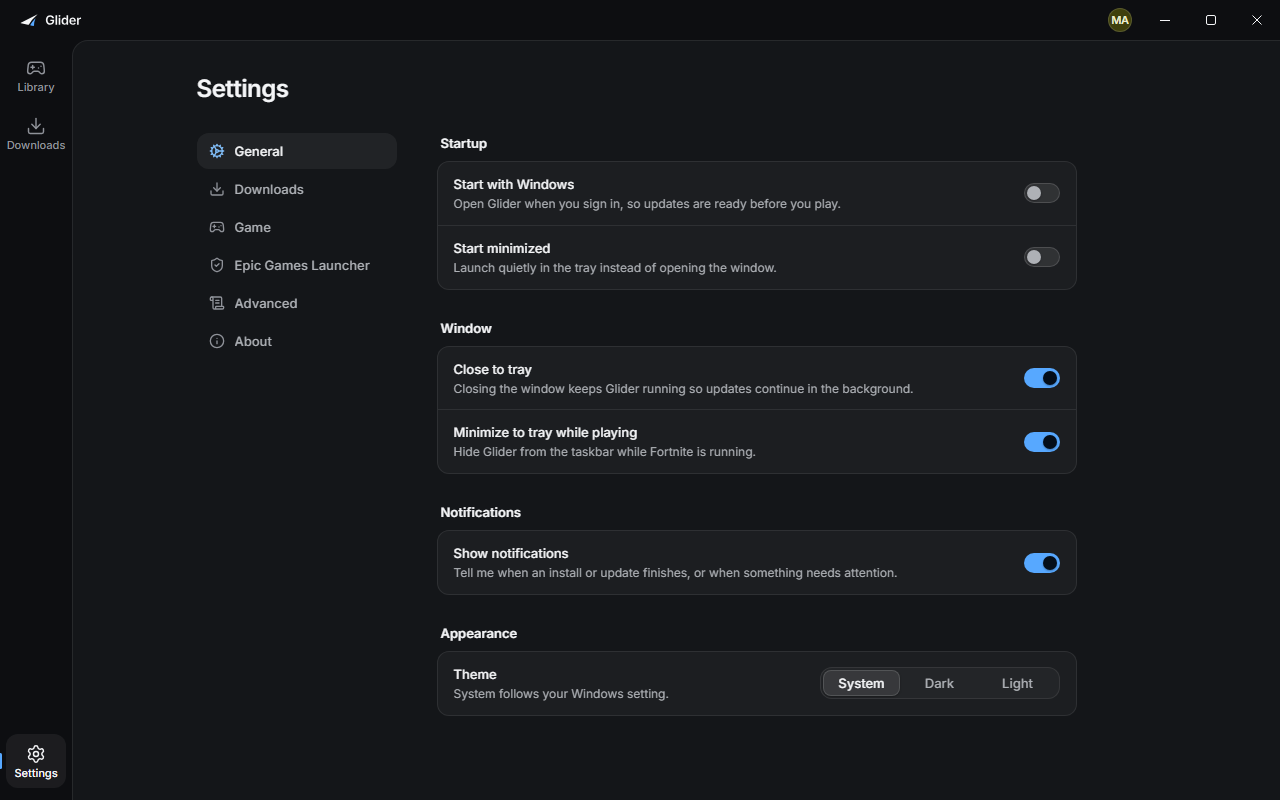 Glider
MA
Library
Downloads
Settings
General
Downloads
Game
Epic Games Launcher
Advanced
About
Startup
Start with Windows
Open Glider when you sign in, so updates are ready before you play.
Start minimized
Launch quietly in the tray instead of opening the window.
Window
Close to tray
Closing the window keeps Glider running so updates continue in the background.
Minimize to tray while playing
Hide Glider from the taskbar while Fortnite is running.
Notifications
Show notifications
Tell me when an install or update finishes, or when something needs attention.
Appearance
Theme
System follows your Windows setting.
System Dark Light
Settings